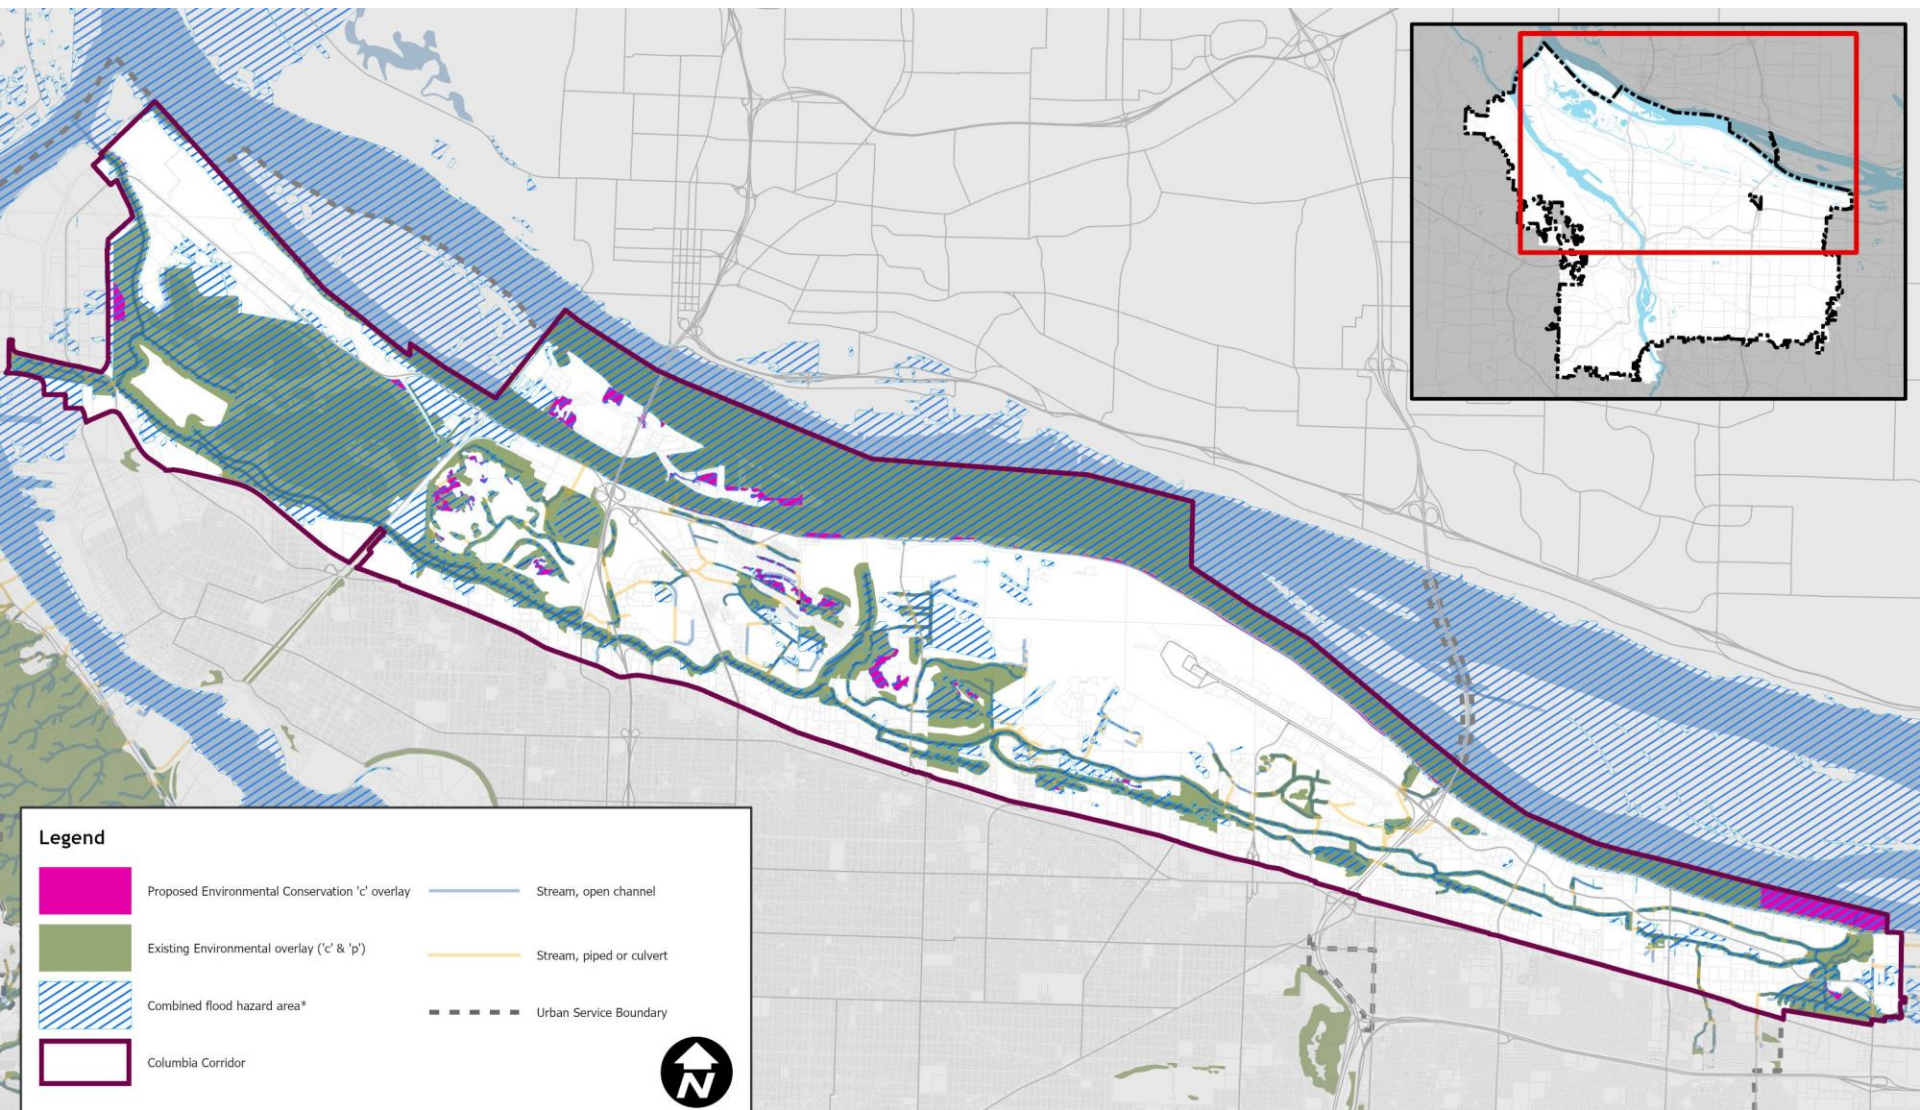 Legend
Proposed Environmental Conservation 'c' overlay
Existing Environmental overlay ('c' & 'p')
Combined flood hazard area*
Columbia Corridor
Stream, open channel
Stream, piped or culvert
Urban Service Boundary
N